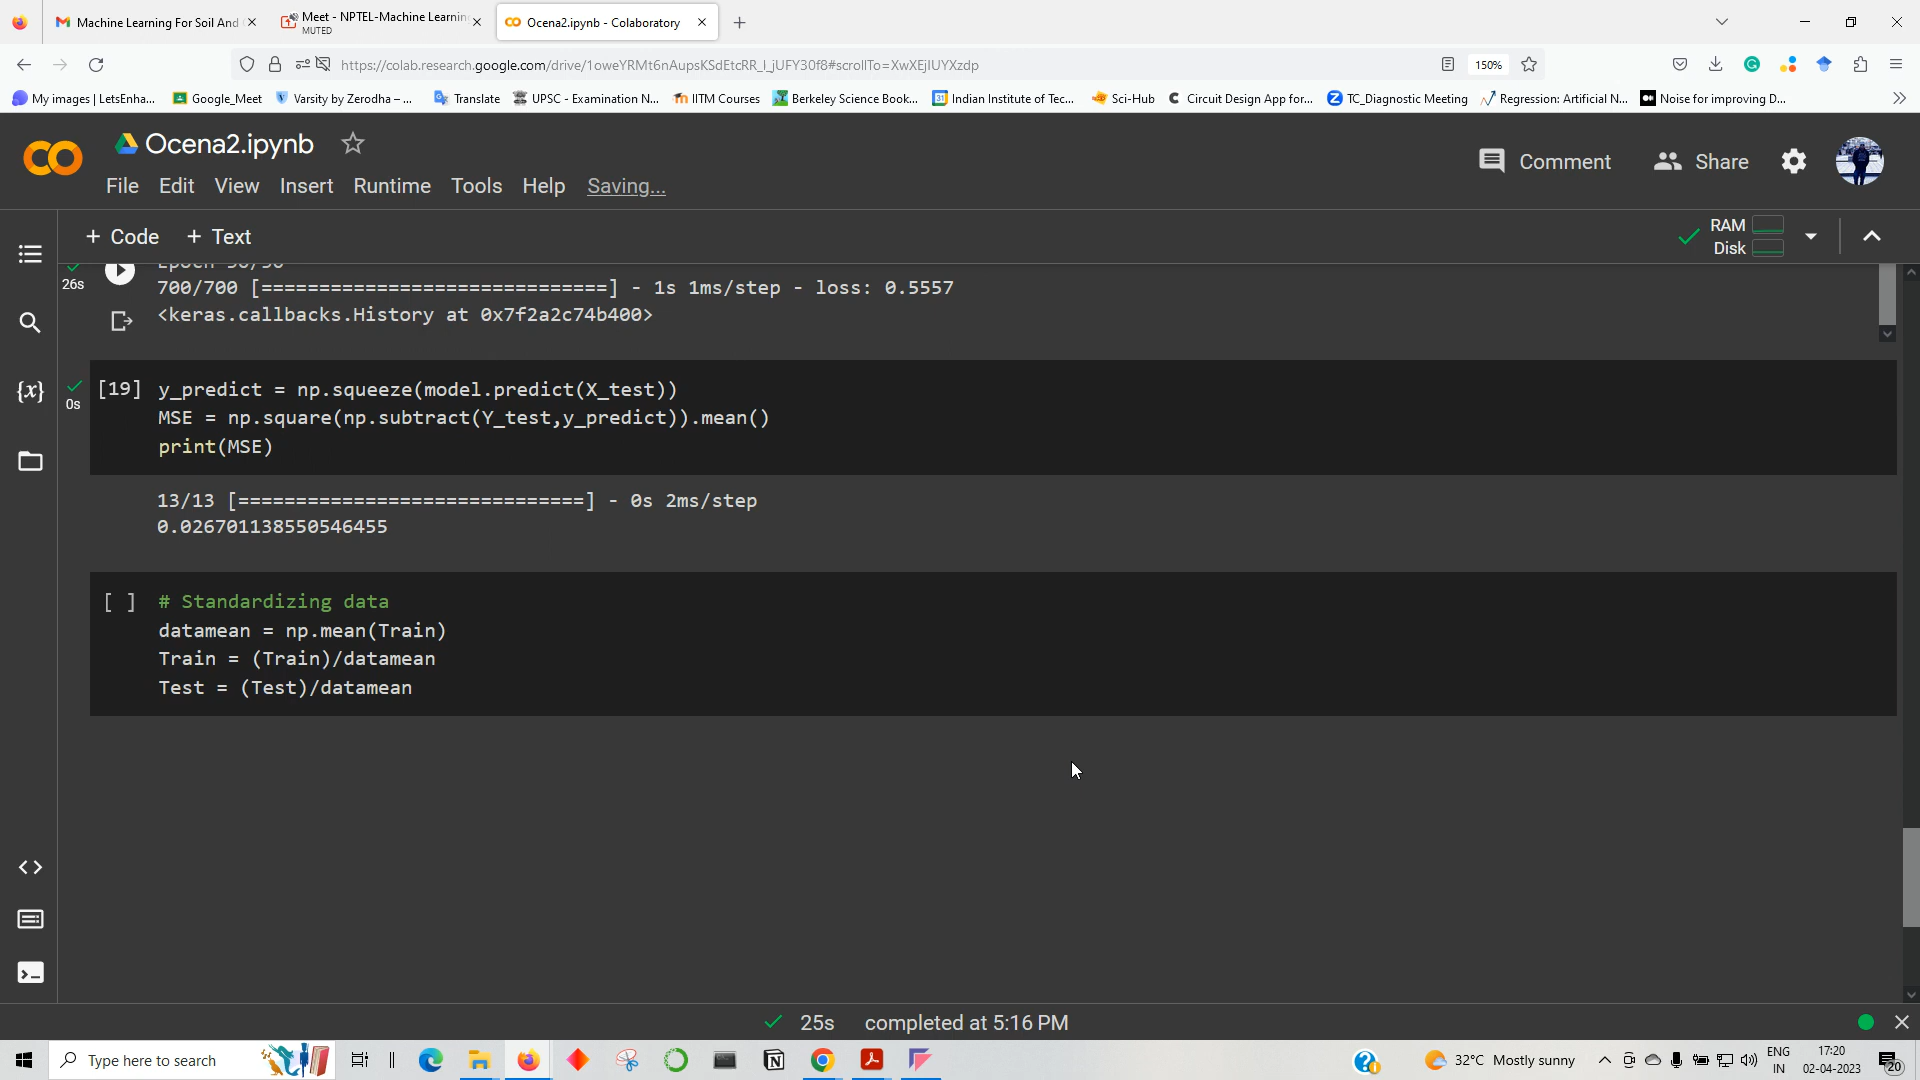 Machine Learning For Soil And
Meet - NPTEL-Machine Learning
MUTED
Ocena2.ipynb - Colaboratory
https://colab.research.google.com/drive/1oweYRMt6nAupsKSdEtcRR_l_jUFY30f8#scrollTo=XwXEjlUYXzdp
150%
My images | LetsEnha...
Google_Meet
Varsity by Zerodha – ...
Translate
UPSC - Examination N...
IITM Courses
Berkeley Science Book...
Indian Institute of Tec...
Sci-Hub
Circuit Design App for...
TC_Diagnostic Meeting
Regression: Artificial N...
Noise for improving D...
Ocena2.ipynb
Comment
Share
File Edit View Insert Runtime Tools Help Saving...
+ Code + Text
RAM
Disk
26s
Epoch 50/50
700/700 [==============================] - 1s 1ms/step - loss: 0.5557
<keras.callbacks.History at 0x7f2a2c74b400>
0s
[19] y_predict = np.squeeze(model.predict(X_test))
MSE = np.square(np.subtract(Y_test,y_predict)).mean()
print(MSE)
13/13 [==============================] - 0s 2ms/step
0.026701138550546455
[ ] # Standardizing data
datamean = np.mean(Train)
Train = (Train)/datamean
Test = (Test)/datamean
25s completed at 5:16 PM
Type here to search
32°C Mostly sunny
ENG
IN
17:20
02-04-2023
20